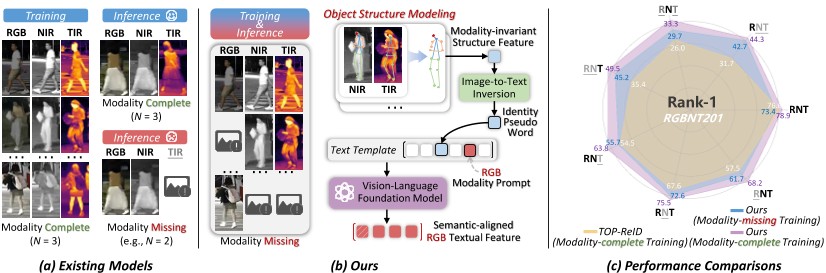 Training
Inference
RGB NIR TIR
RGB NIR TIR
Modality Complete
(N = 3)
Inference
RGB NIR TIR
Modality Complete
(N = 3)
Modality Missing
(e.g., N = 2)
(a) Existing Models
Training
& Inference
RGB NIR TIR
Modality Missing
Object Structure Modeling
NIR TIR
Modality-invariant
Structure Feature
Image-to-Text
Inversion
Identity
Pseudo
Word
Text Template
RGB
Modality Prompt
Vision-Language
Foundation Model
Semantic-aligned
RGB Textual Feature
(b) Ours
RNT
33.3
29.7
26.0
RNT
44.3
42.7
31.7
RNT
49.5
45.2
35.4
Rank-1
RGBNT201
RNT
73.4
78.9
RNT
63.8
55.7
54.5
57.5
61.7
68.2
RNT
67.6
72.6
75.5
RNT
TOP-ReID
(Modality-complete Training)
Ours
(Modality-missing Training)
Ours
(Modality-complete Training)
(c) Performance Comparisons